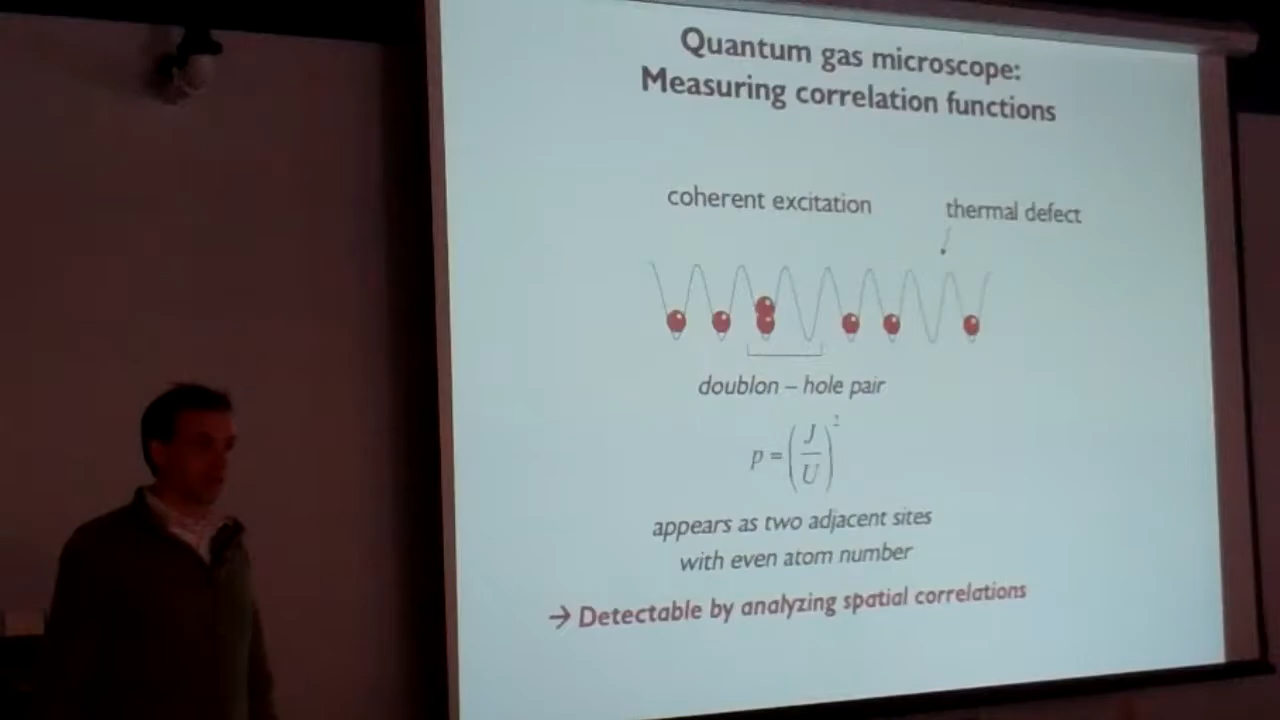 Quantum gas microscope:
Measuring correlation functions
coherent excitation
thermal defect
doublon – hole pair
p = (J/U)²
appears as two adjacent sites
with even atom number
→ Detectable by analyzing spatial correlations